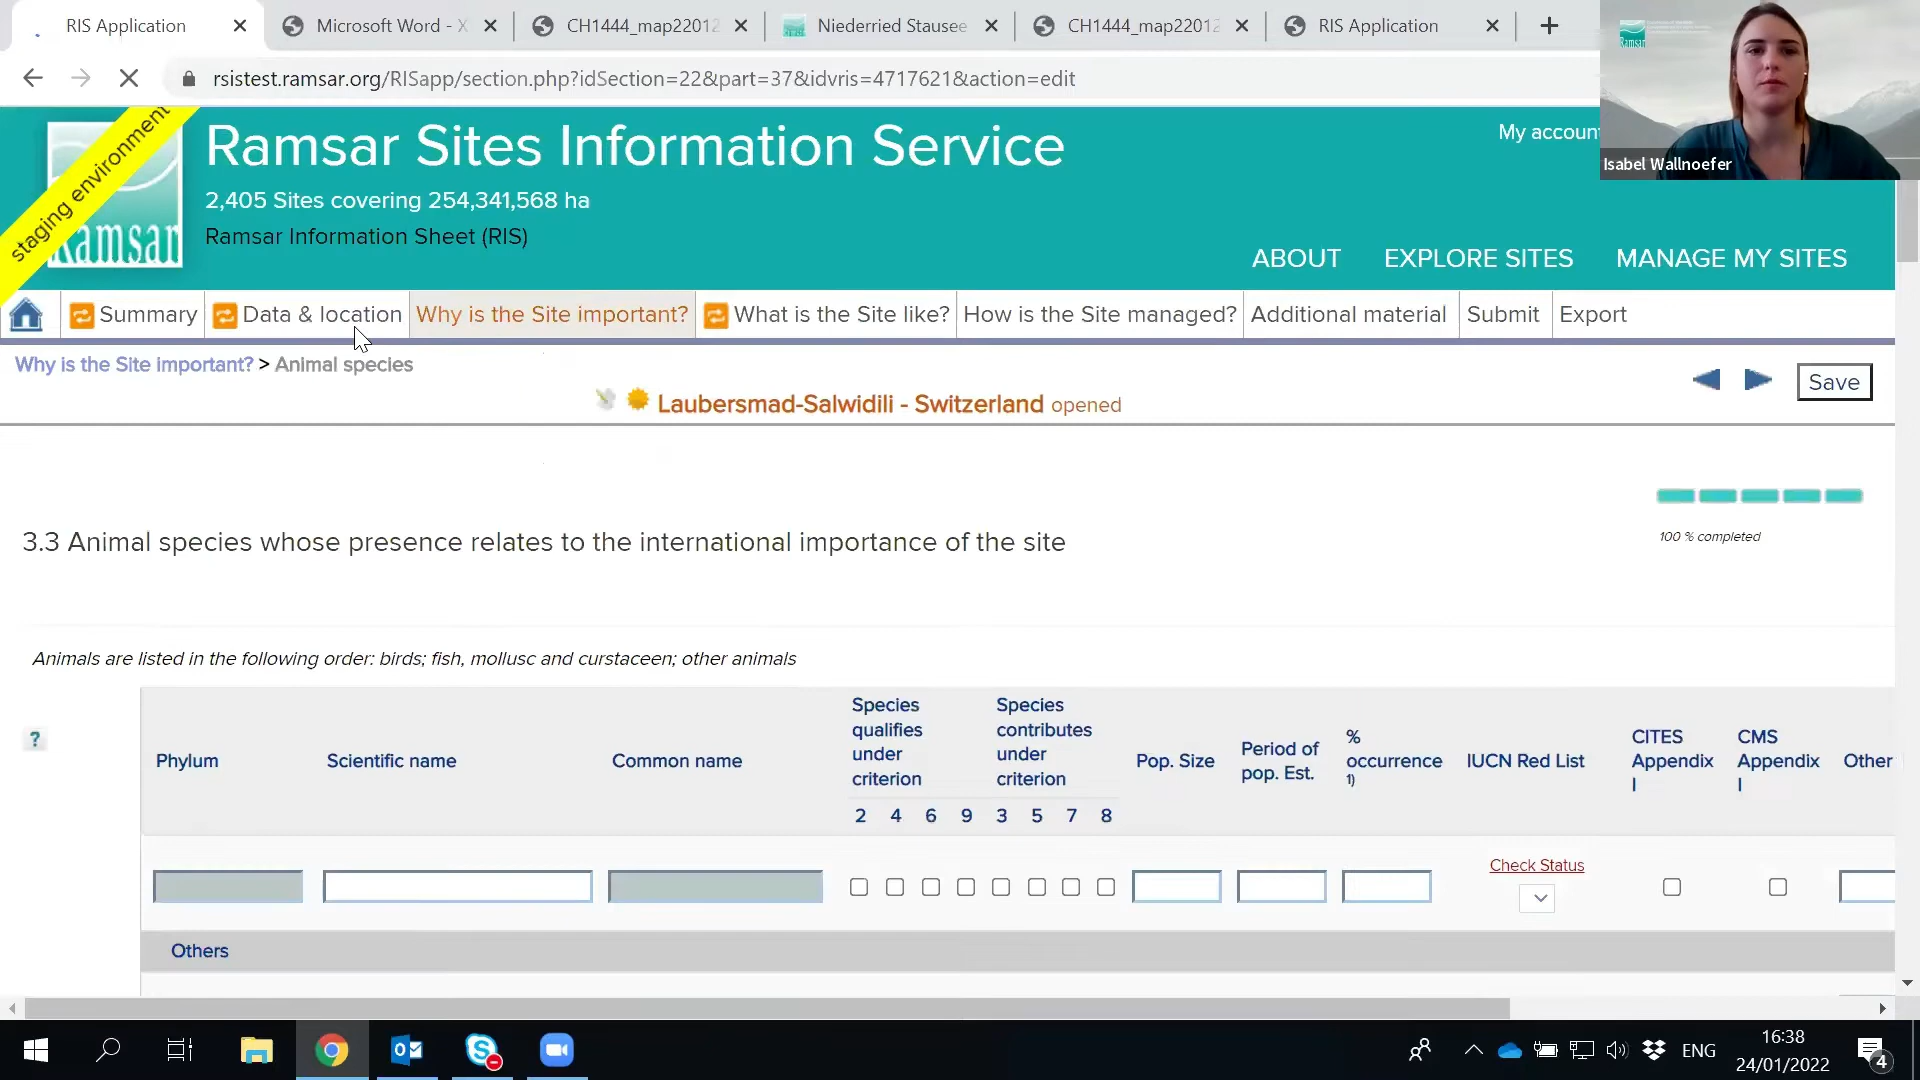 RIS Application
Microsoft Word - X
CH1444_map22012
Niederried Stausee
CH1444_map22012
RIS Application
rsistest.ramsar.org/RISapp/section.php?idSection=22&part=37&idvris=4717621&action=edit
staging environment
Ramsar
Ramsar Sites Information Service
2,405 Sites covering 254,341,568 ha
Ramsar Information Sheet (RIS)
My account
Ramsar
Isabel Wallnoefer
ABOUT EXPLORE SITES MANAGE MY SITES
Summary Data & location Why is the Site important? What is the Site like? How is the Site managed? Additional material Submit Export
Why is the Site important? > Animal species
Save
Laubersmad-Salwidili - Switzerland opened
100 % completed
3.3 Animal species whose presence relates to the international importance of the site
Animals are listed in the following order: birds; fish, mollusc and curstaceen; other animals
?
Phylum
Scientific name
Common name
Species qualifies under criterion
2 4 6 9
Species contributes under criterion
3 5 7 8
Pop. Size
Period of pop. Est.
% occurrence 1)
IUCN Red List
CITES Appendix I
CMS Appendix I
Other
Check Status
Others
ENG
16:38
24/01/2022
4